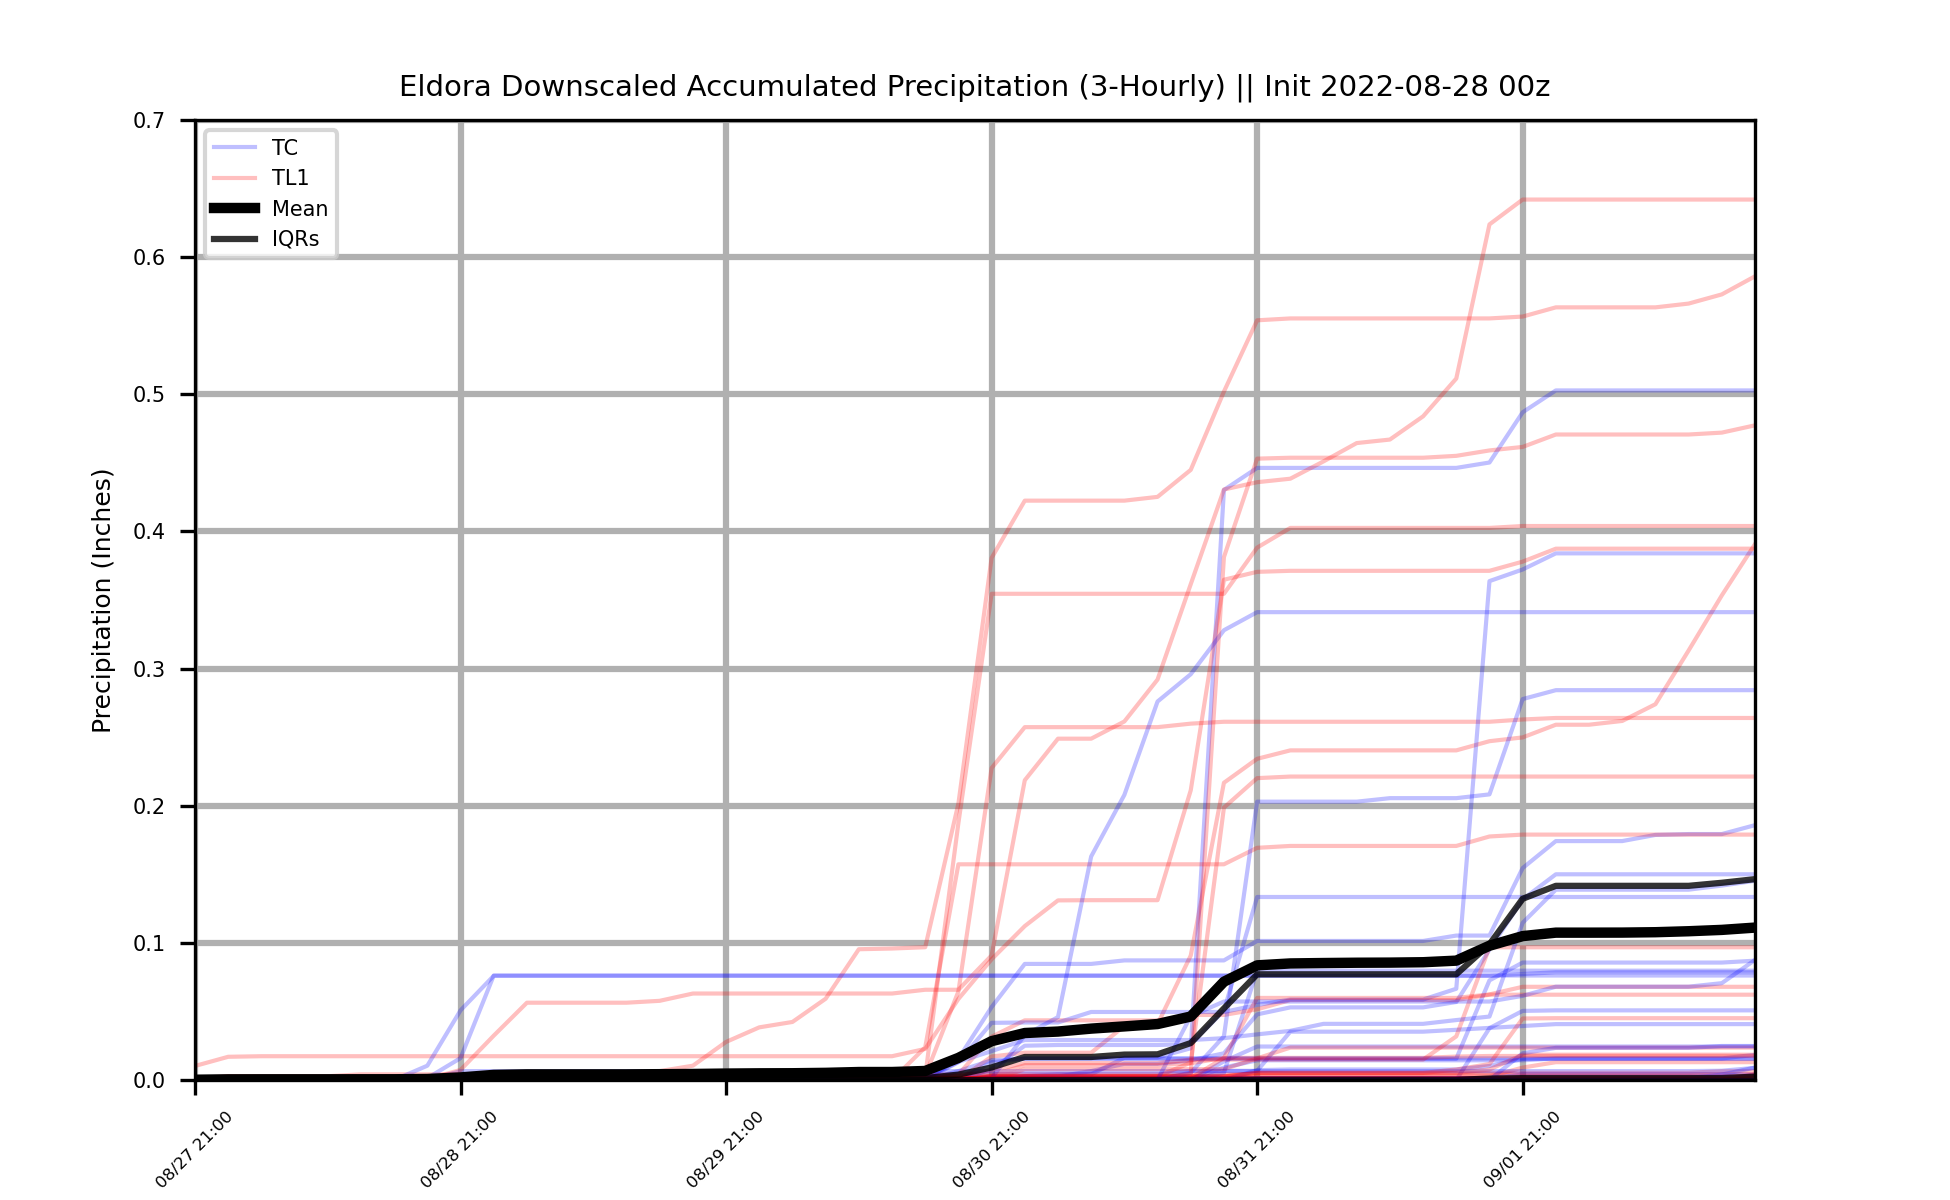 Eldora Downscaled Accumulated Precipitation (3-Hourly) || Init 2022-08-28 00z
0.7
0.6
0.5
0.4
0.3
0.2
0.1
0.0
Precipitation (Inches)
TC
TL1
Mean
IQRs
08/27 21:00
08/28 21:00
08/29 21:00
08/30 21:00
08/31 21:00
09/01 21:00